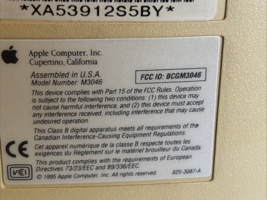 *XA53912S5BY*
Apple Computer, Inc.
Cupertino, California
Assembled in U.S.A.
Model Number: M3046
FCC ID: BCGM3046
This device complies with Part 15 of the FCC Rules. Operation
is subject to the following two conditions: (1) this device may
not cause harmful interference, and (2) this device must accept
any interference received, including interference that may cause
undesired operation.
This Class B digital apparatus meets all requirements of the
Canadian Interference-Causing Equipment Regulations.
Cet appareil numérique de la classe B respecte toutes les
exigences du Règlement sur le matériel brouilleur du Canada.
This product complies with the requirements of European
Directives 73/23/EEC and 89/336/EEC.
© 1995 Apple Computer, Inc. All rights reserved.
825-3087-A
CE
VCI